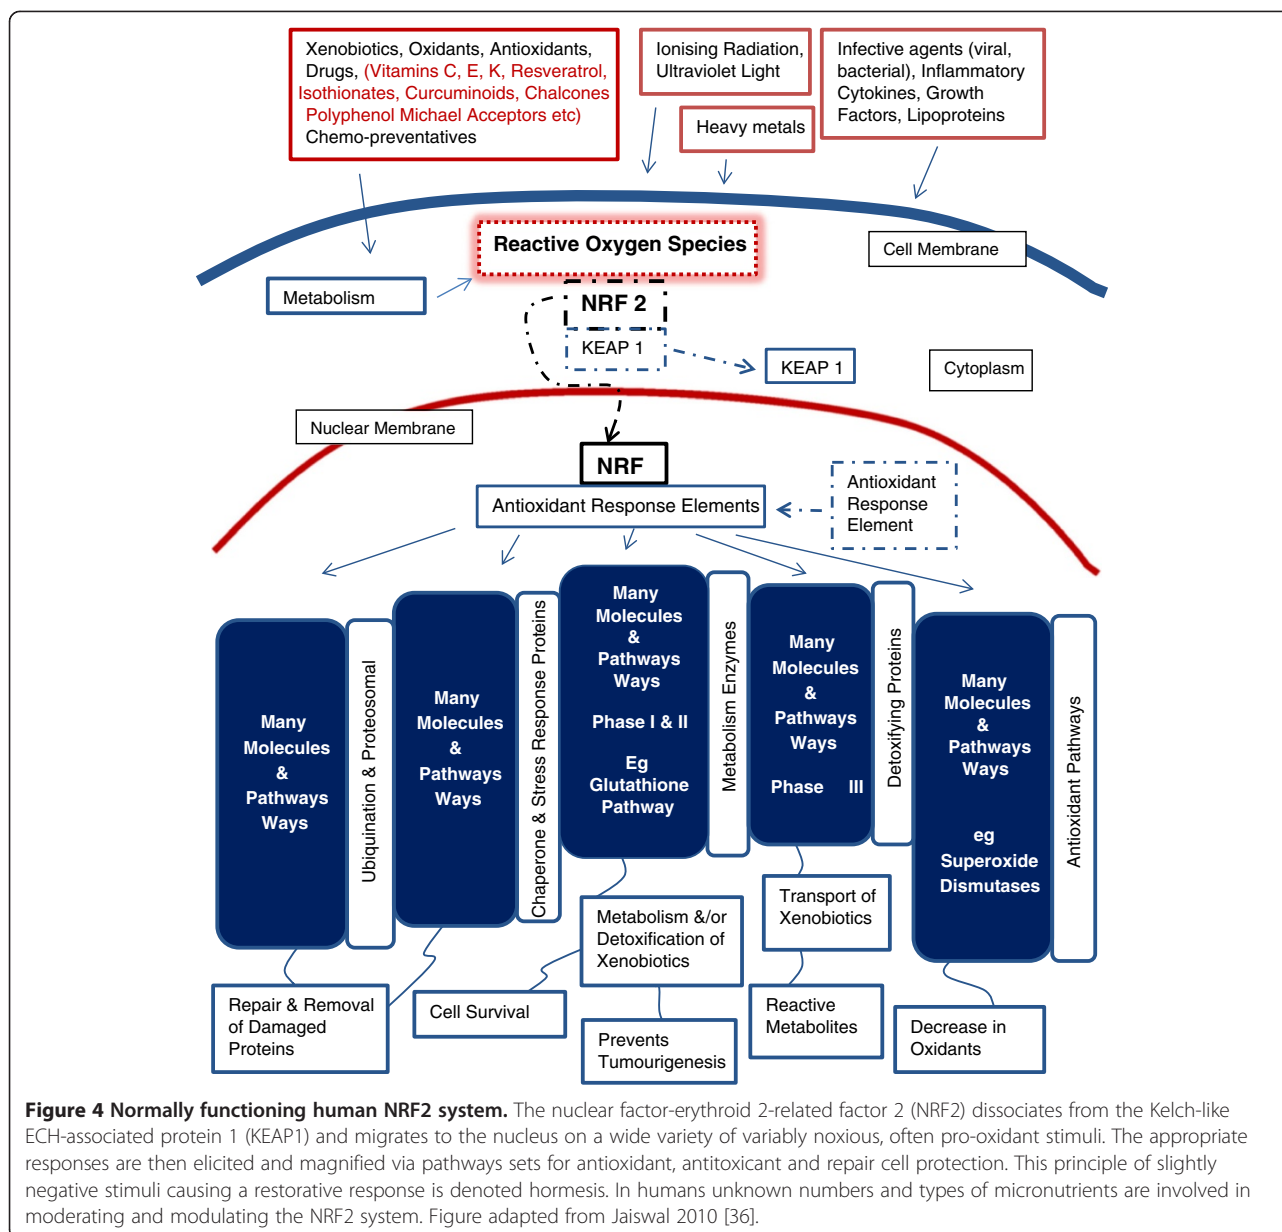 Xenobiotics, Oxidants, Antioxidants,
Drugs, (Vitamins C, E, K, Resveratrol,
Isothionates, Curcuminoids, Chalcones
Polyphenol Michael Acceptors etc)
Chemo-preventatives
Ionising Radiation,
Ultraviolet Light
Heavy metals
Infective agents (viral,
bacterial), Inflammatory
Cytokines, Growth
Factors, Lipoproteins
Reactive Oxygen Species
Cell Membrane
Metabolism
NRF 2
KEAP 1
KEAP 1
Cytoplasm
Nuclear Membrane
NRF
Antioxidant Response Elements
Antioxidant
Response
Element
Many
Molecules
&
Pathways
Ways
Ubiquination & Proteosomal
Many
Molecules
&
Pathways
Ways
Chaperone & Stress Response Proteins
Many
Molecules
&
Pathways
Ways
Phase I & II
Eg
Glutathione
Pathway
Metabolism Enzymes
Many
Molecules
&
Pathways
Ways
Phase III
Detoxifying Proteins
Many
Molecules
&
Pathways
Ways
eg
Superoxide
Dismutases
Antioxidant Pathways
Repair & Removal
of Damaged
Proteins
Cell Survival
Metabolism &/or
Detoxification of
Xenobiotics
Prevents
Tumourigenesis
Transport of
Xenobiotics
Reactive
Metabolites
Decrease in
Oxidants
Figure 4 Normally functioning human NRF2 system. The nuclear factor-erythroid 2-related factor 2 (NRF2) dissociates from the Kelch-like
ECH-associated protein 1 (KEAP1) and migrates to the nucleus on a wide variety of variably noxious, often pro-oxidant stimuli. The appropriate
responses are then elicited and magnified via pathways sets for antioxidant, antitoxicant and repair cell protection. This principle of slightly
negative stimuli causing a restorative response is denoted hormesis. In humans unknown numbers and types of micronutrients are involved in
moderating and modulating the NRF2 system. Figure adapted from Jaiswal 2010 [36].